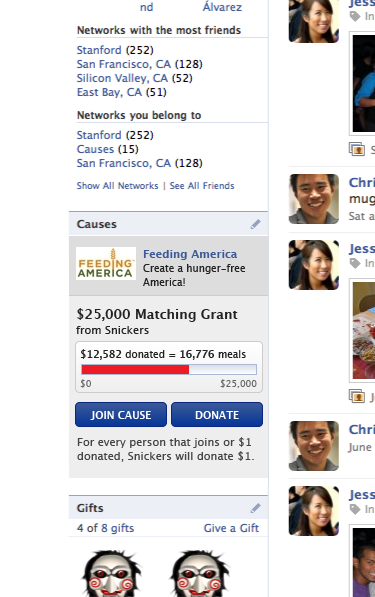 nd Álvarez
Networks with the most friends
Stanford (252)
San Francisco, CA (128)
Silicon Valley, CA (52)
East Bay, CA (51)
Networks you belong to
Stanford (252)
Causes (15)
San Francisco, CA (128)
Show All Networks | See All Friends
Causes
FEEDING
AMERICA
Feeding America
Create a hunger-free
America!
$25,000 Matching Grant
from Snickers
$12,582 donated = 16,776 meals
$0 $25,000
JOIN CAUSE DONATE
For every person that joins or $1
donated, Snickers will donate $1.
Gifts
4 of 8 gifts Give a Gift
Jess
In
S
Chri
mug
Sat a
Jess
In
J
Chri
June
Jess
In